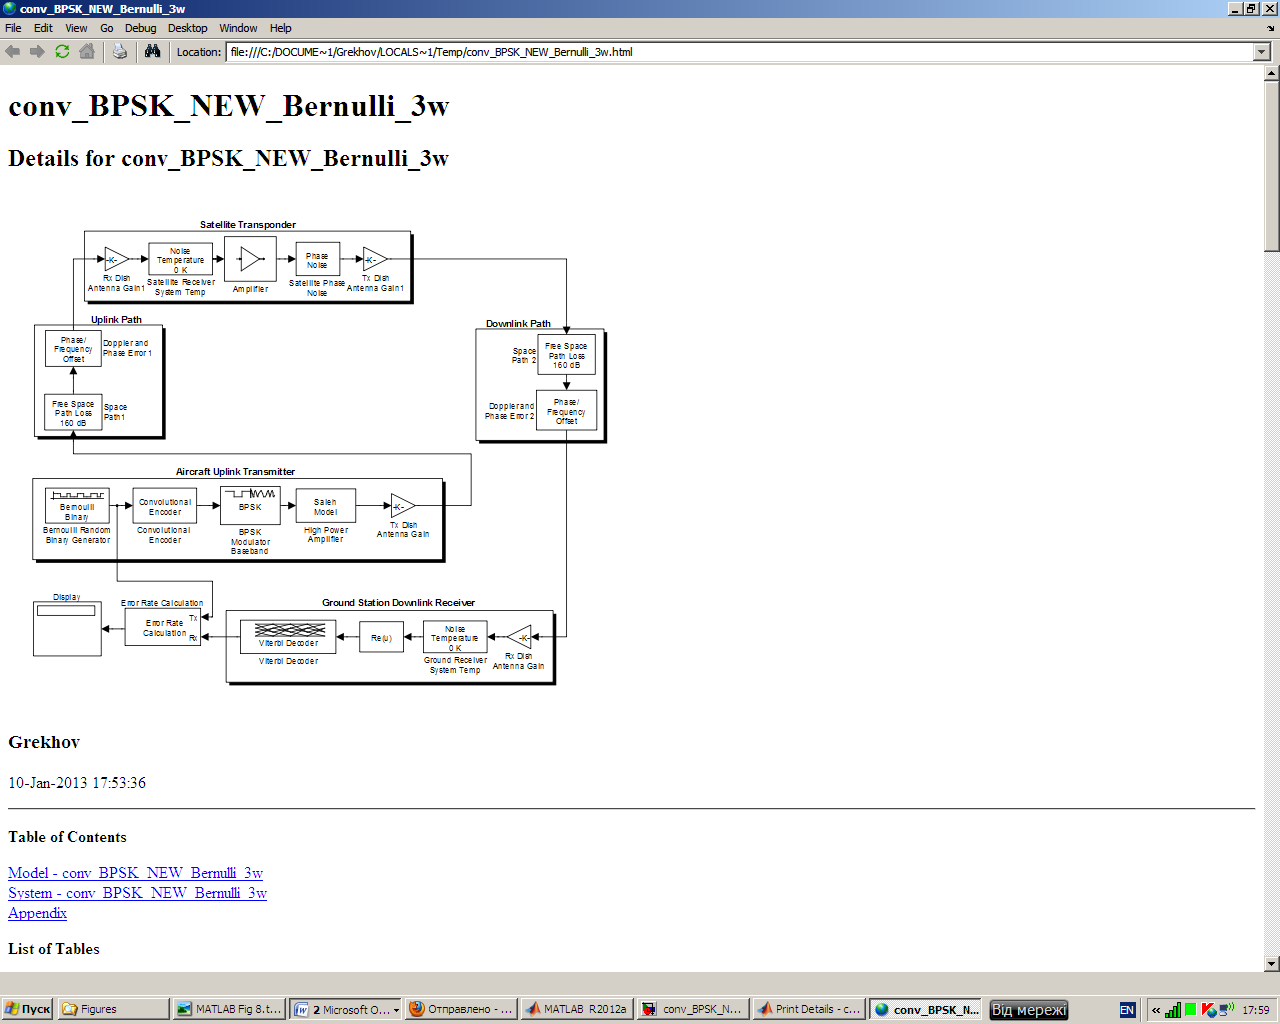 conv_BPSK_NEW_Bernulli_3w
File Edit View Go Debug Desktop Window Help
Location: file:///C:/DOCUME~1/Grekhov/LOCALS~1/Temp/conv_BPSK_NEW_Bernulli_3w.html
conv_BPSK_NEW_Bernulli_3w
Details for conv_BPSK_NEW_Bernulli_3w
Satellite Transponder
-K-
Rx Dish
Antenna Gain1
Noise
Temperature
0 K
Satellite Receiver
System Temp
Amplifier
Phase
Noise
Satellite Phase
Noise
-K-
Tx Dish
Antenna Gain1
Uplink Path
Phase/
Frequency
Offset
Doppler and
Phase Error 1
Free Space
Path Loss
160 dB
Space
Path1
Downlink Path
Space
Path 2
Free Space
Path Loss
160 dB
Doppler and
Phase Error 2
Phase/
Frequency
Offset
Aircraft Uplink Transmitter
Bernoulli
Binary
Bernoulli Random
Binary Generator
Convolutional
Encoder
Convolutional
Encoder
BPSK
BPSK
Modulator
Baseband
Saleh
Model
High Power
Amplifier
-K-
Tx Dish
Antenna Gain
Display
Error Rate Calculation
Error Rate
Calculation
Tx
Rx
Ground Station Downlink Receiver
Viterbi Decoder
Viterbi Decoder
Re(u)
Noise
Temperature
0 K
Ground Receiver
System Temp
-K-
Rx Dish
Antenna Gain
Grekhov
10-Jan-2013 17:53:36
Table of Contents
Model - conv_BPSK_NEW_Bernulli_3w
System - conv_BPSK_NEW_Bernulli_3w
Appendix
List of Tables
Пуск Figures MATLAB Fig 8.t... 2 Microsoft O... Отправлено - ... MATLAB R2012a conv_BPSK_N... Print Details - c... conv_BPSK_N... Від мережі EN « 17:59